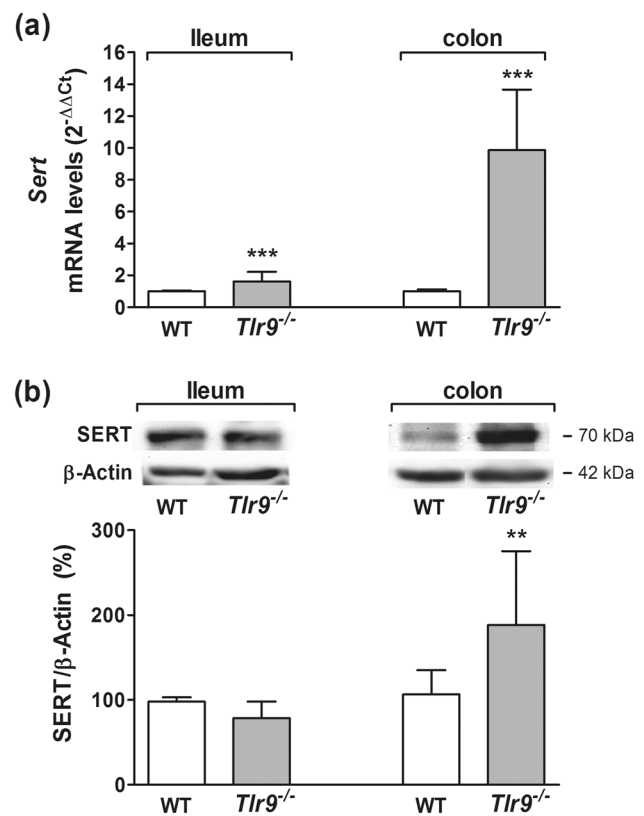 (a)
Ileum
colon
Sert
mRNA levels (2-ΔΔCt)
16
14
12
10
8
6
4
2
0
***
***
WT
Tlr9-/-
WT
Tlr9-/-
(b)
Ileum
colon
SERT
– 70 kDa
β-Actin
– 42 kDa
WT
Tlr9-/-
WT
Tlr9-/-
SERT/β-Actin (%)
300
200
100
0
**
WT
Tlr9-/-
WT
Tlr9-/-